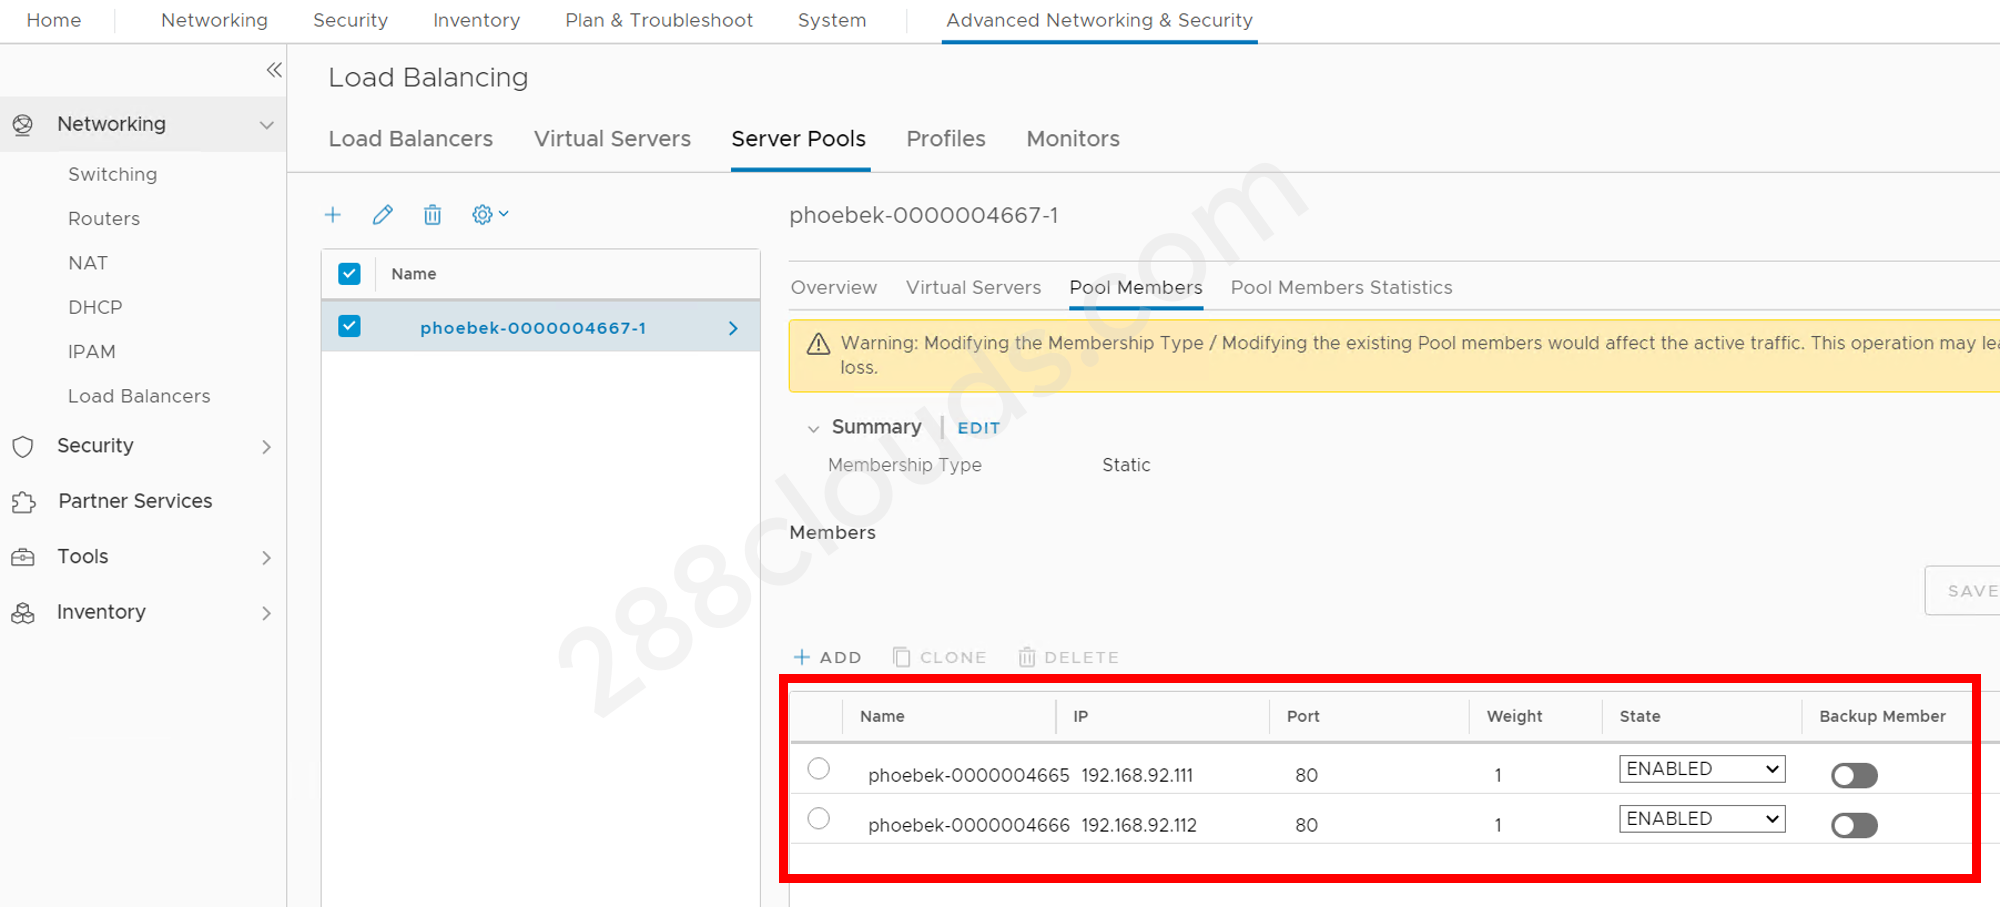 Home Networking Security Inventory Plan & Troubleshoot System Advanced Networking & Security
Load Balancing
Networking
Switching
Routers
NAT
DHCP
IPAM
Load Balancers
Security
Partner Services
Tools
Inventory
Load Balancers Virtual Servers Server Pools Profiles Monitors
Name
phoebek-0000004667-1
phoebek-0000004667-1
Overview Virtual Servers Pool Members Pool Members Statistics
Warning: Modifying the Membership Type / Modifying the existing Pool members would affect the active traffic. This operation may lea
loss.
Summary EDIT
Membership Type Static
Members
SAVE
ADD CLONE DELETE
Name IP Port Weight State Backup Member
phoebek-0000004665 192.168.92.111 80 1 ENABLED
phoebek-0000004666 192.168.92.112 80 1 ENABLED
288clouds.com